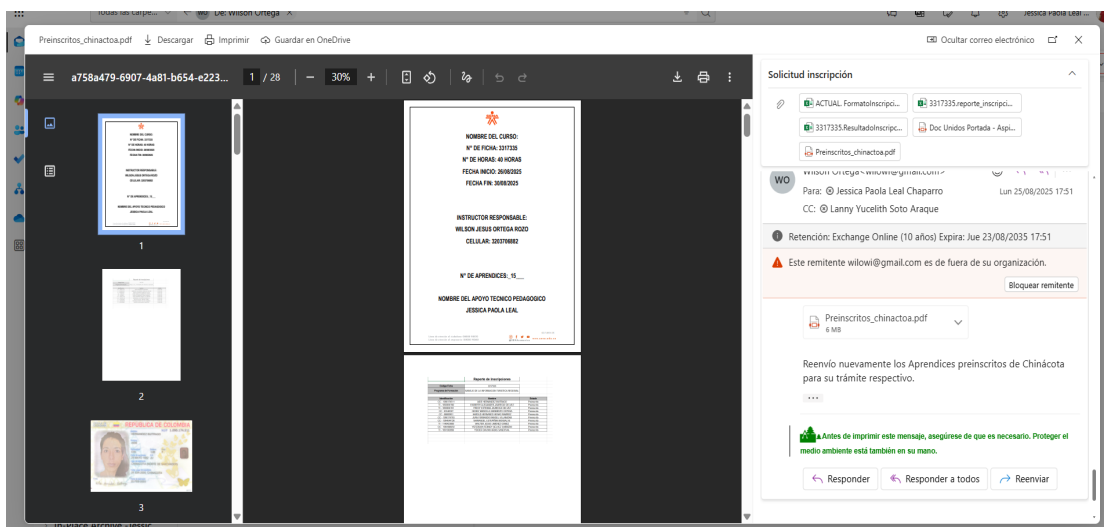 Todas las carpe...
De: Wilson Ortega
Jessica Paola Leal ...
Preinscritos_chinactoa.pdf
Descargar
Imprimir
Guardar en OneDrive
Ocultar correo electrónico
a758a479-6907-4a81-b654-e223...
1 / 28
30%
NOMBRE DEL CURSO:
N° DE FICHA: 3317335
N° DE HORAS: 40 HORAS
FECHA INICIO: 26/08/2025
FECHA FIN: 30/08/2025
INSTRUCTOR RESPONSABLE:
WILSON JESUS ORTEGA ROZO
CELULAR: 3203706882
N° DE APRENDICES:_15___
NOMBRE DEL APOYO TECNICO PEDAGOGICO
JESSICA PAOLA LEAL
Reporte de Inscripciones
1
2
REPÚBLICA DE COLOMBIA
3
Solicitud inscripción
ACTUAL. FormatoInscripci...
3317335.reporte_inscripci...
3317335.ResultadoInscripc...
Doc Unidos Portada - Aspi...
Preinscritos_chinactoa.pdf
WO
Wilson Ortega<wilowi@gmail.com>
Para: Jessica Paola Leal Chaparro
Lun 25/08/2025 17:51
CC: Lanny Yucelith Soto Araque
Retención: Exchange Online (10 años) Expira: Jue 23/08/2035 17:51
Este remitente wilowi@gmail.com es de fuera de su organización.
Bloquear remitente
Preinscritos_chinactoa.pdf
6 MB
Reenvío nuevamente los Aprendices preinscritos de Chinácota
para su trámite respectivo.
Antes de imprimir este mensaje, asegúrese de que es necesario. Proteger el
medio ambiente está también en su mano.
Responder
Responder a todos
Reenviar
In-Place Archive -Jessic